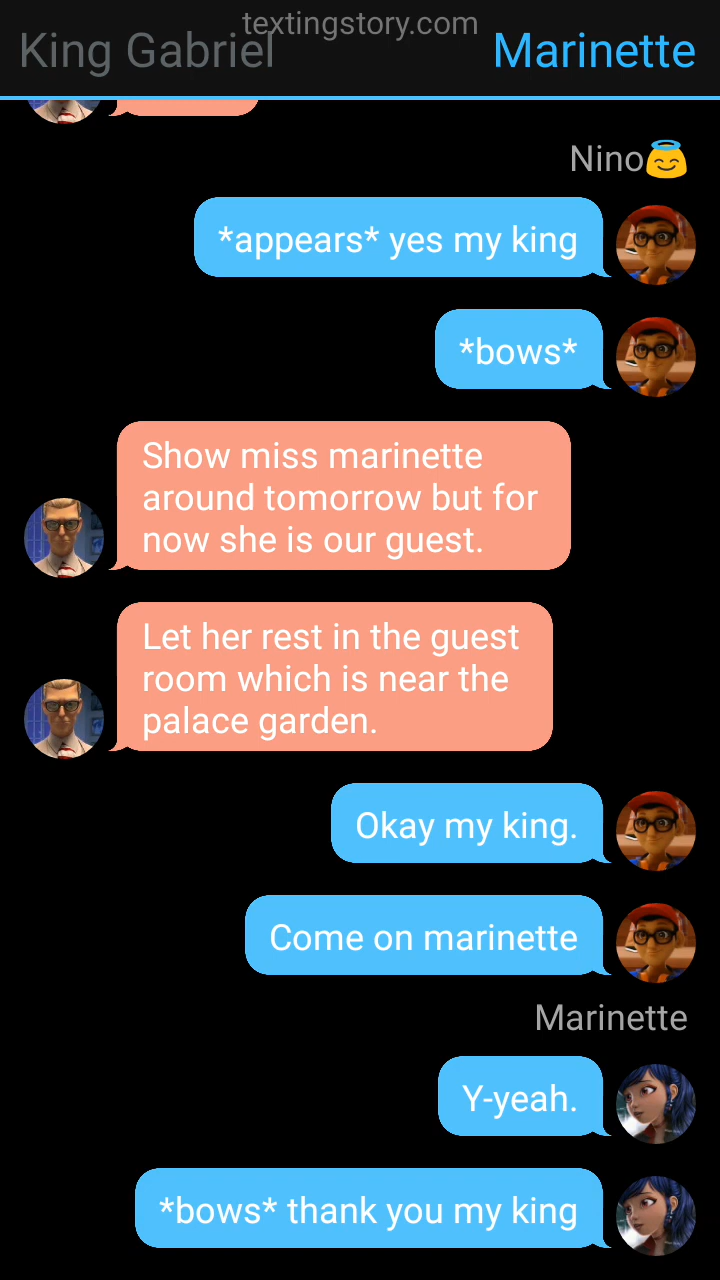 textingstory.com
King Gabriel
Marinette
Nino😇
*appears* yes my king
*bows*
Show miss marinette
around tomorrow but for
now she is our guest.
Let her rest in the guest
room which is near the
palace garden.
Okay my king.
Come on marinette
Marinette
Y-yeah.
*bows* thank you my king